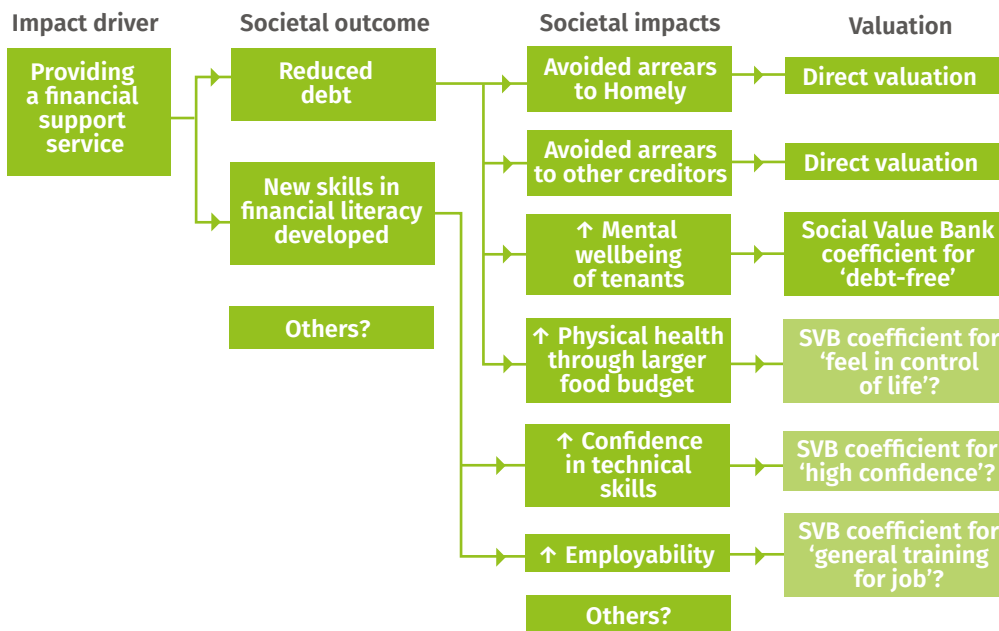 Impact driver
Societal outcome
Societal impacts
Valuation
Providing
a financial
support
service
Reduced
debt
New skills in
financial literacy
developed
Others?
Avoided arrears
to Homely
Avoided arrears
to other creditors
↑ Mental
wellbeing
of tenants
↑ Physical health
through larger
food budget
↑ Confidence
in technical
skills
↑ Employability
Others?
Direct valuation
Direct valuation
Social Value Bank
coefficient for
‘debt-free’
SVB coefficient for
‘feel in control
of life’?
SVB coefficient for
‘high confidence’?
SVB coefficient for
‘general training
for job’?